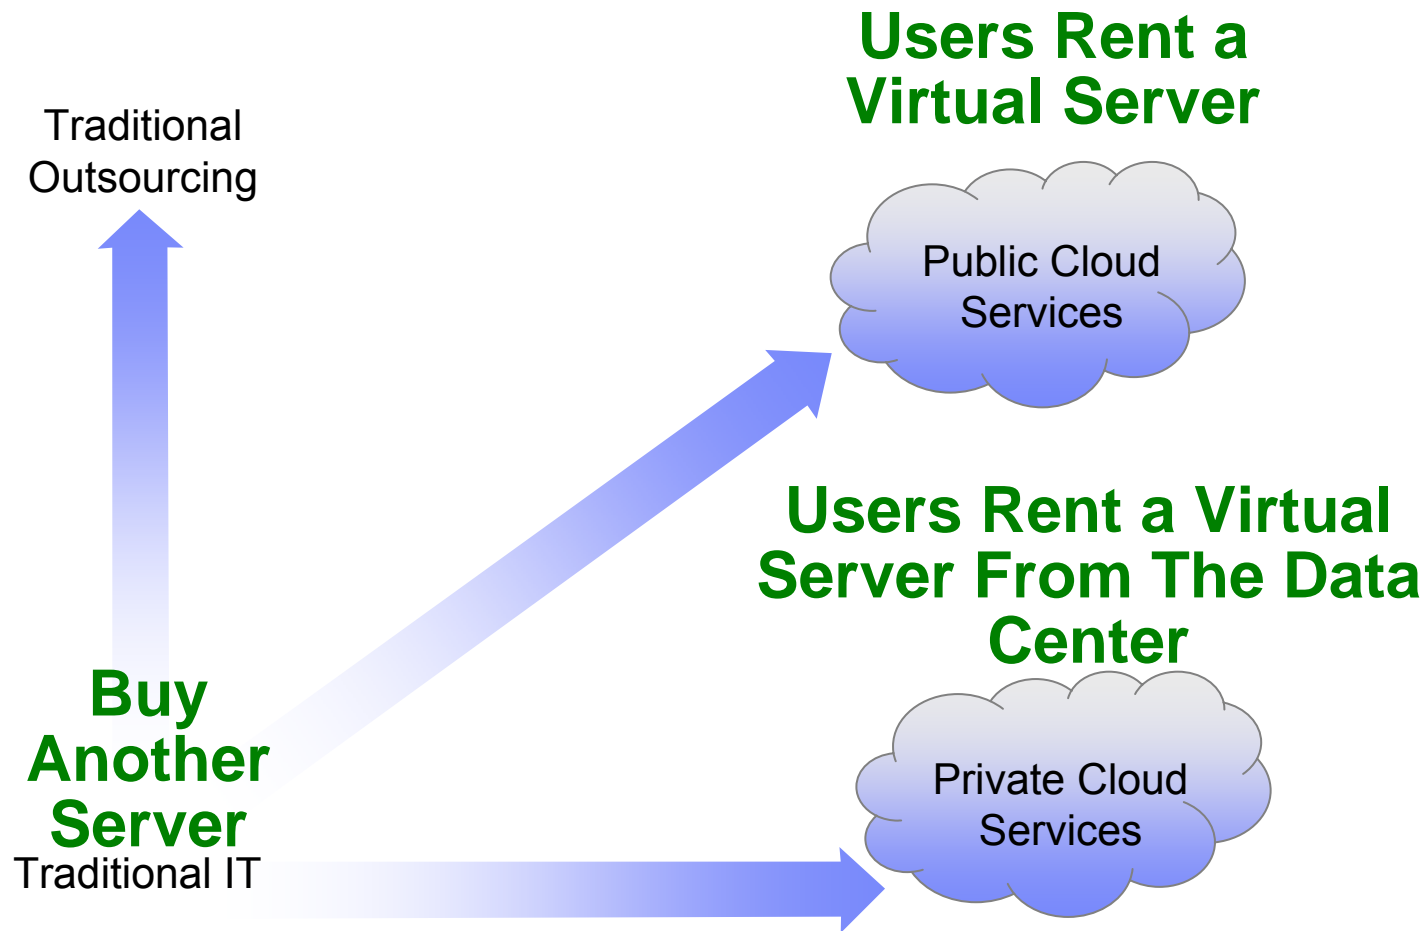 Users Rent a
Virtual Server
Traditional
Outsourcing
Public Cloud
Services
Users Rent a Virtual
Server From The Data
Center
Buy
Another
Server
Traditional IT
Private Cloud
Services